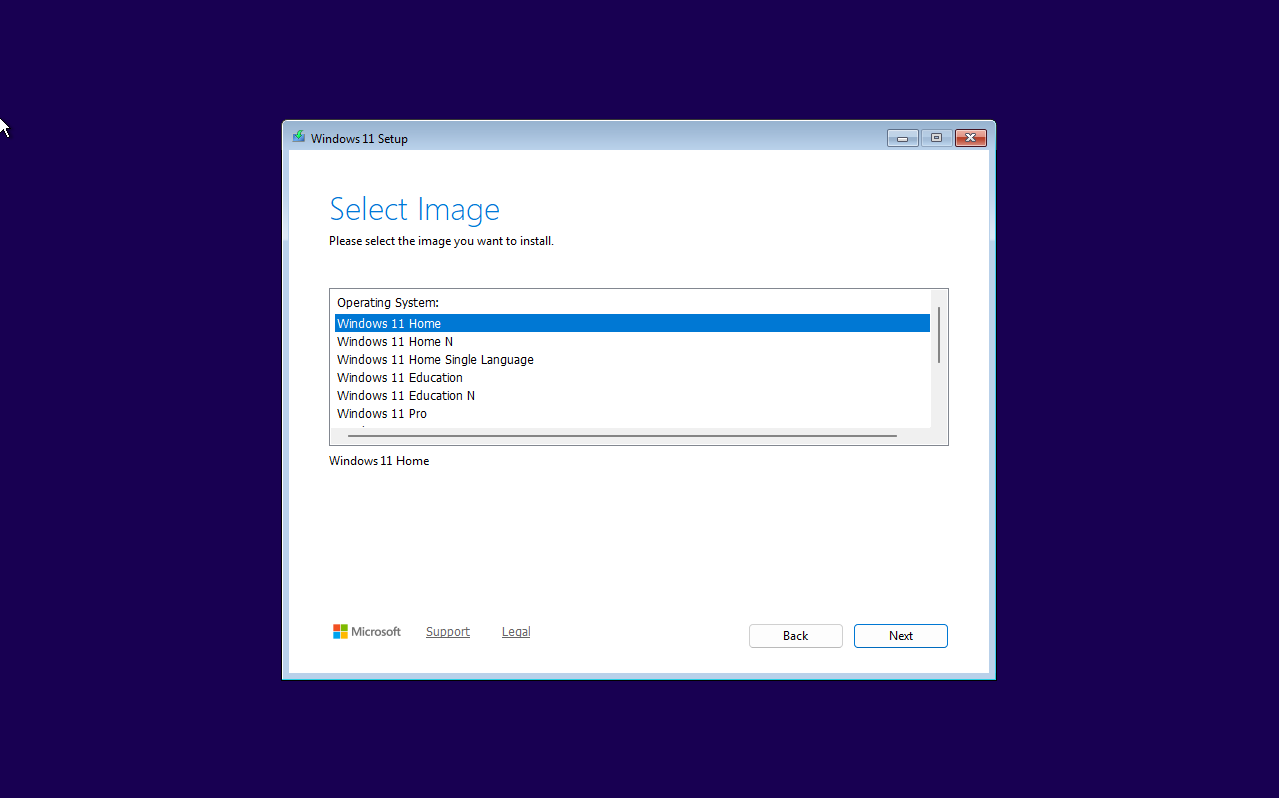 Windows 11 Setup
Select Image
Please select the image you want to install.
Operating System:
Windows 11 Home
Windows 11 Home N
Windows 11 Home Single Language
Windows 11 Education
Windows 11 Education N
Windows 11 Pro
Windows 11 Home
Microsoft Support Legal Back Next